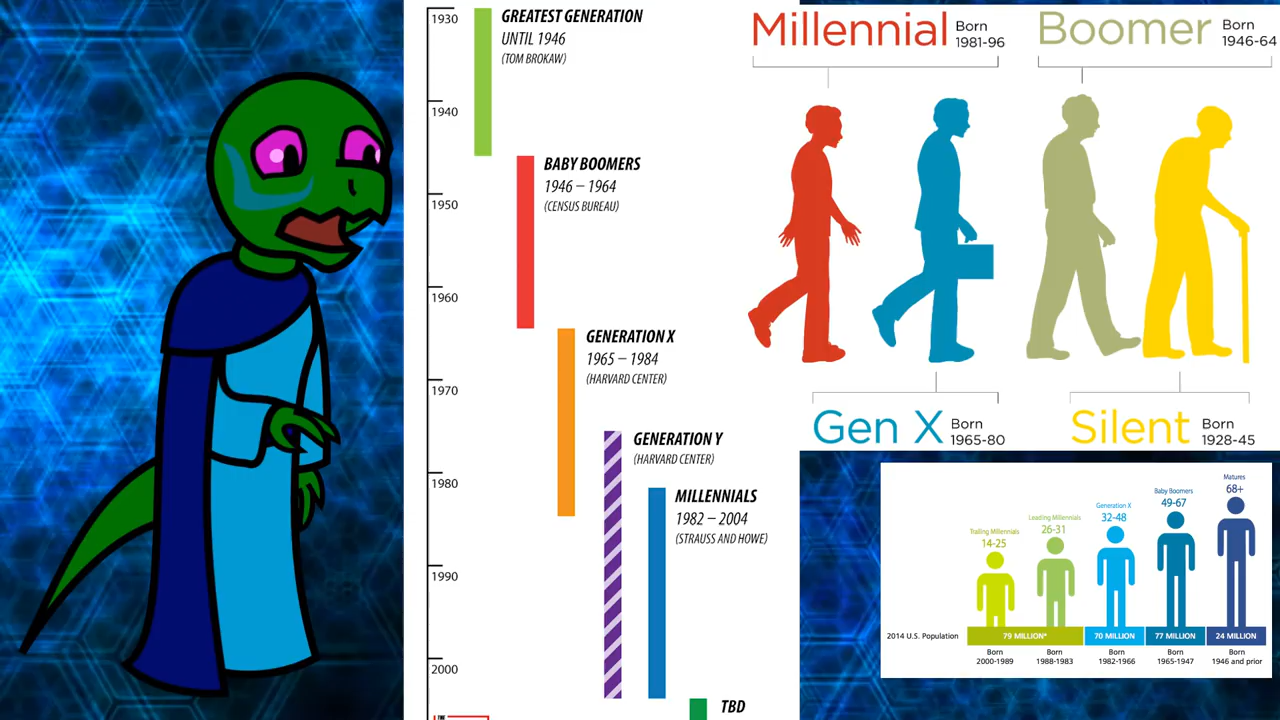 1930
GREATEST GENERATION
UNTIL 1946
(TOM BROKAW)
1940
BABY BOOMERS
1946 – 1964
(CENSUS BUREAU)
1950
1960
GENERATION X
1965 – 1984
(HARVARD CENTER)
1970
GENERATION Y
(HARVARD CENTER)
1980
MILLENNIALS
1982 – 2004
(STRAUSS AND HOWE)
1990
2000
TBD
THE
Millennial
Born
1981-96
Boomer
Born
1946-64
Gen X
Born
1965-80
Silent
Born
1928-45
Trailing Millennials
14-25
Leading Millennials
26-31
Generation X
32-48
Baby Boomers
49-67
Matures
68+
2014 U.S. Population
79 MILLION*
70 MILLION
77 MILLION
24 MILLION
Born
2000-1989
Born
1988-1983
Born
1982-1966
Born
1965-1947
Born
1946 and prior